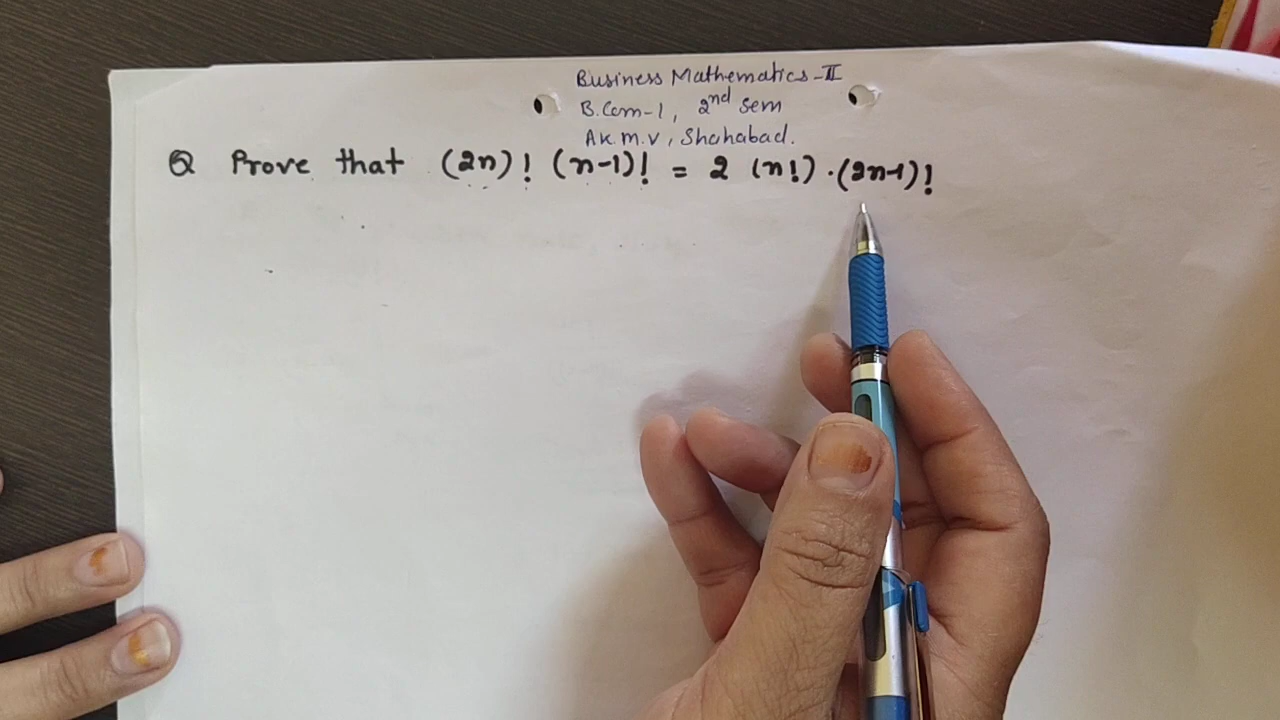 Business Mathematics-II
B.Com-1, 2nd Sem
A.K.M.V, Shahabad.
Q Prove that (2n)! (n-1)! = 2 (n!) · (2n-1)!